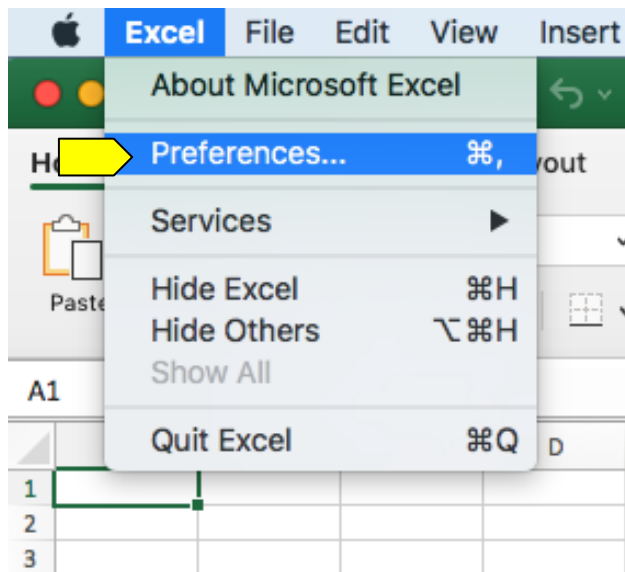 Excel File Edit View Insert
About Microsoft Excel
Preferences... ⌘,
Services
Hide Excel ⌘H
Hide Others ⌥⌘H
Show All
Quit Excel ⌘Q
Paste
A1
D
1
2
3